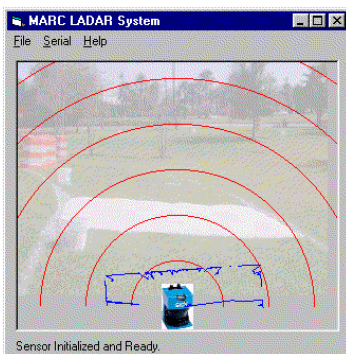 MARC LADAR System
File Serial Help
Sensor Initialized and Ready.